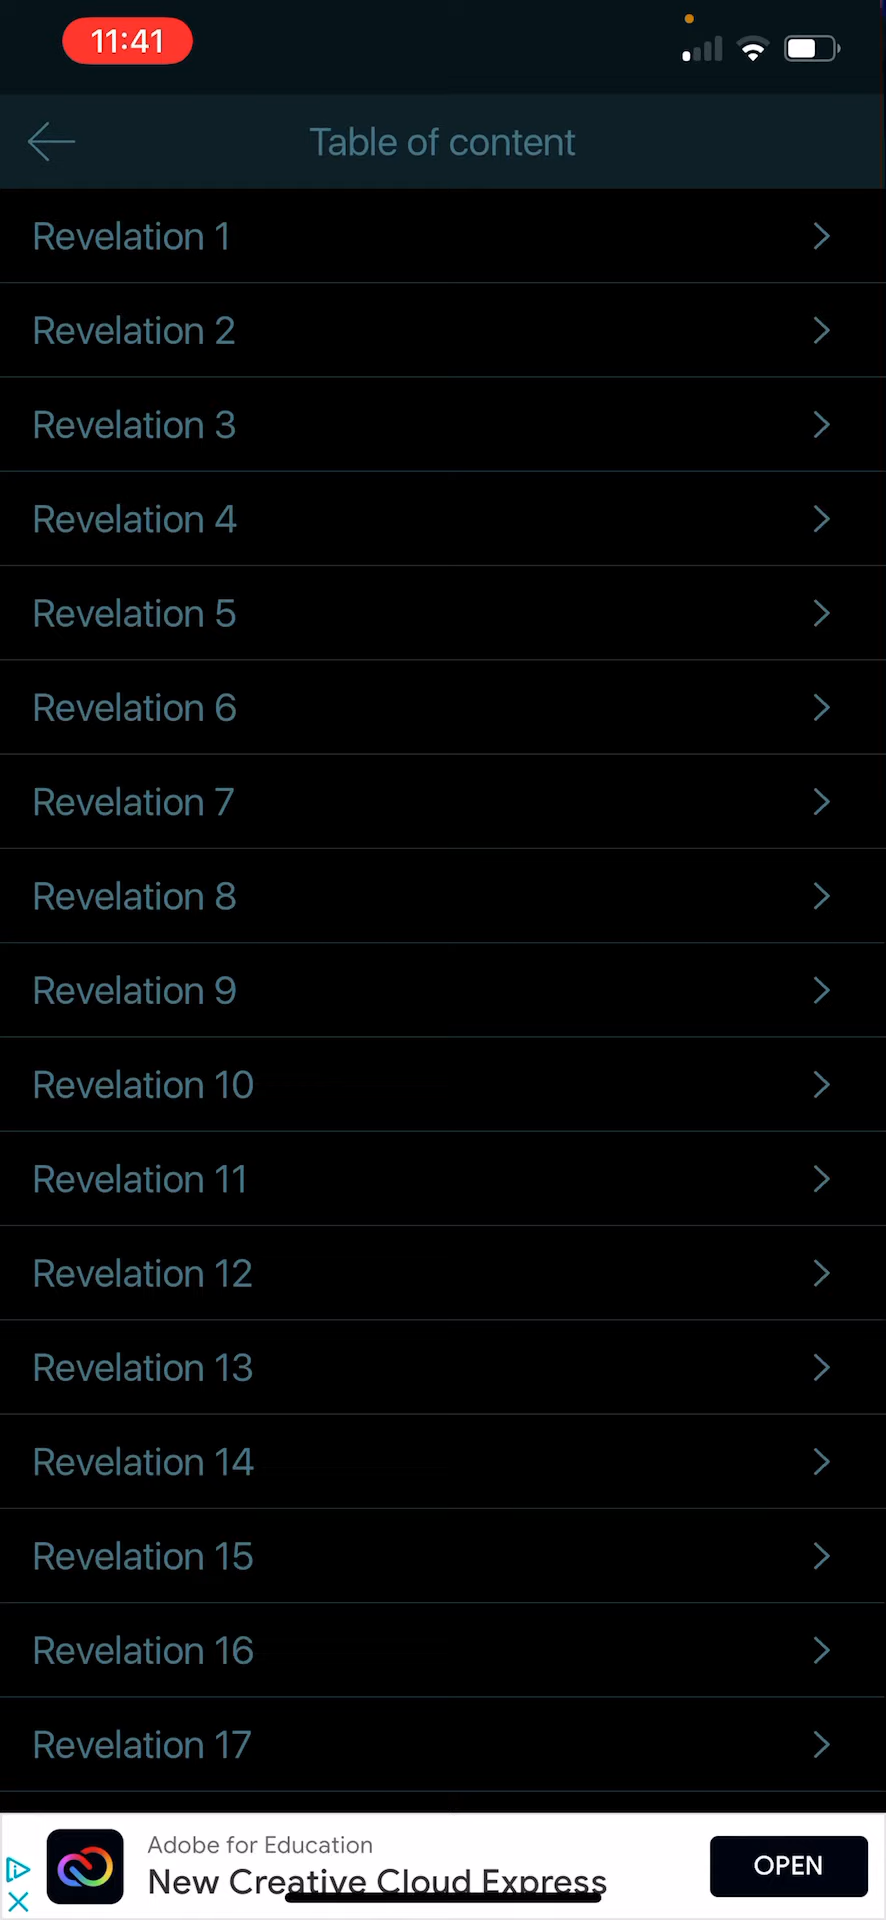 11:41
Table of content
Revelation 1
Revelation 2
Revelation 3
Revelation 4
Revelation 5
Revelation 6
Revelation 7
Revelation 8
Revelation 9
Revelation 10
Revelation 11
Revelation 12
Revelation 13
Revelation 14
Revelation 15
Revelation 16
Revelation 17
Adobe for Education
New Creative Cloud Express
OPEN